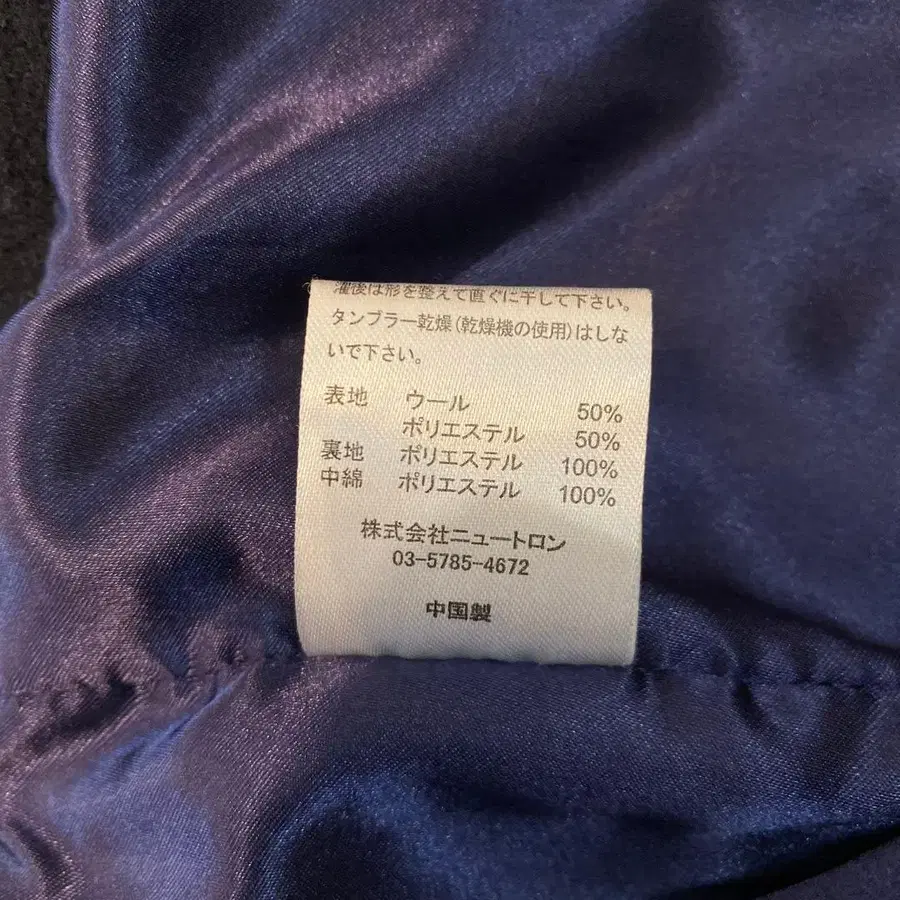 濯後は形を整えて直ぐに干して下さい。
タンブラー乾燥(乾燥機の使用)はしな
いで下さい。
表地 ウール 50%
ポリエステル 50%
裏地 ポリエステル 100%
中綿 ポリエステル 100%
株式会社ニュートロン
03-5785-4672
中国製